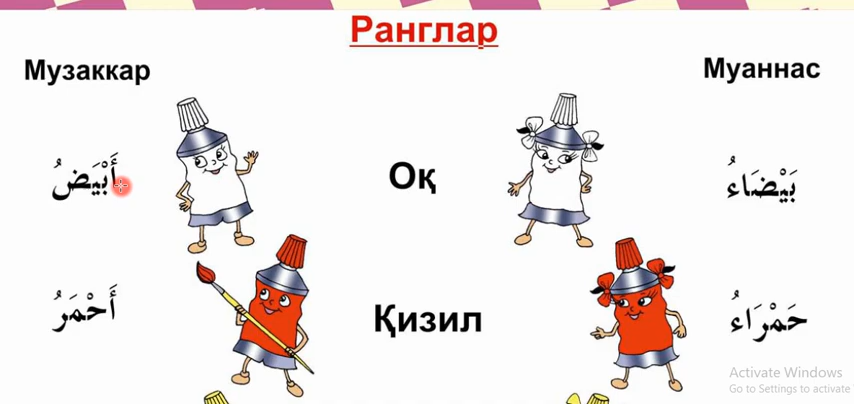 Ранглар
Музаккар Муаннас
أَبْيَضُ Оқ بَيْضَاءُ
أَحْمَرُ Қизил حَمْرَاءُ
Activate Windows
Go to Settings to activate